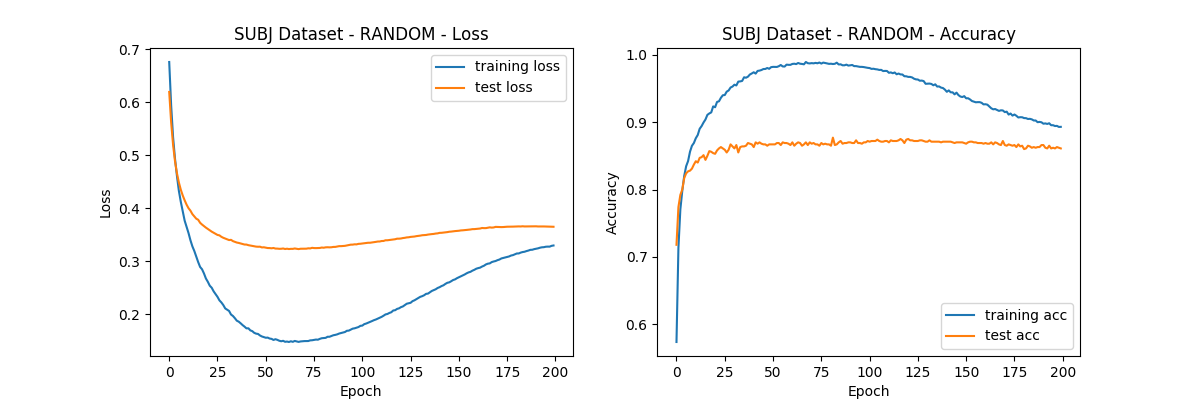 SUBJ Dataset - RANDOM - Loss
training loss
test loss
0.7
0.6
0.5
0.4
0.3
0.2
Loss
0 25 50 75 100 125 150 175 200
Epoch
SUBJ Dataset - RANDOM - Accuracy
1.0
0.9
0.8
0.7
0.6
Accuracy
training acc
test acc
0 25 50 75 100 125 150 175 200
Epoch